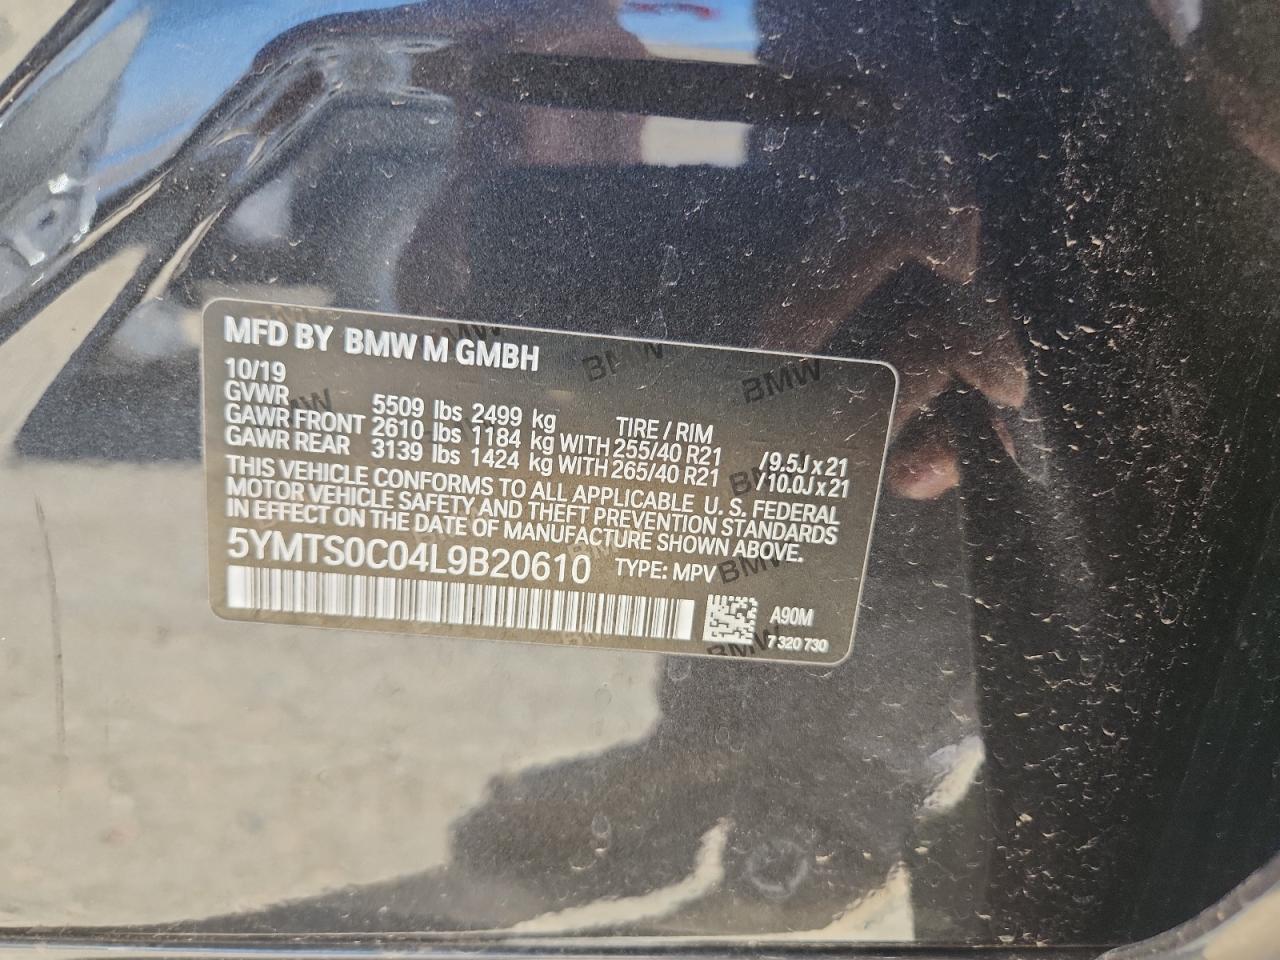 MFD BY BMW M GMBH
10/19
GVWR 5509 lbs 2499 kg TIRE / RIM
GAWR FRONT 2610 lbs 1184 kg WITH 255/40 R21 /9.5J x 21
GAWR REAR 3139 lbs 1424 kg WITH 265/40 R21 /10.0J x 21
THIS VEHICLE CONFORMS TO ALL APPLICABLE U. S. FEDERAL
MOTOR VEHICLE SAFETY AND THEFT PREVENTION STANDARDS
IN EFFECT ON THE DATE OF MANUFACTURE SHOWN ABOVE.
5YMTS0C04L9B20610 TYPE: MPV
A90M
7 320 730